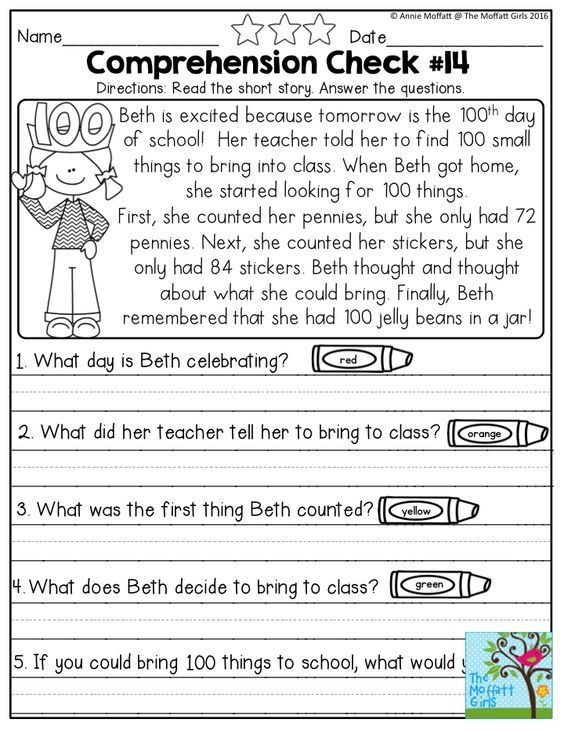 © Annie Moffatt @ The Moffatt Girls 2016
Name Date
Comprehension Check #14
Directions: Read the short story. Answer the questions.
100
Beth is excited because tomorrow is the 100th day
of school! Her teacher told her to find 100 small
things to bring into class. When Beth got home,
she started looking for 100 things.
First, she counted her pennies, but she only had 72
pennies. Next, she counted her stickers, but she
only had 84 stickers. Beth thought and thought
about what she could bring. Finally, Beth
remembered that she had 100 jelly beans in a jar!
1. What day is Beth celebrating? red
2. What did her teacher tell her to bring to class? orange
3. What was the first thing Beth counted? yellow
4. What does Beth decide to bring to class? green
5. If you could bring 100 things to school, what would
The
Moffatt
Girls